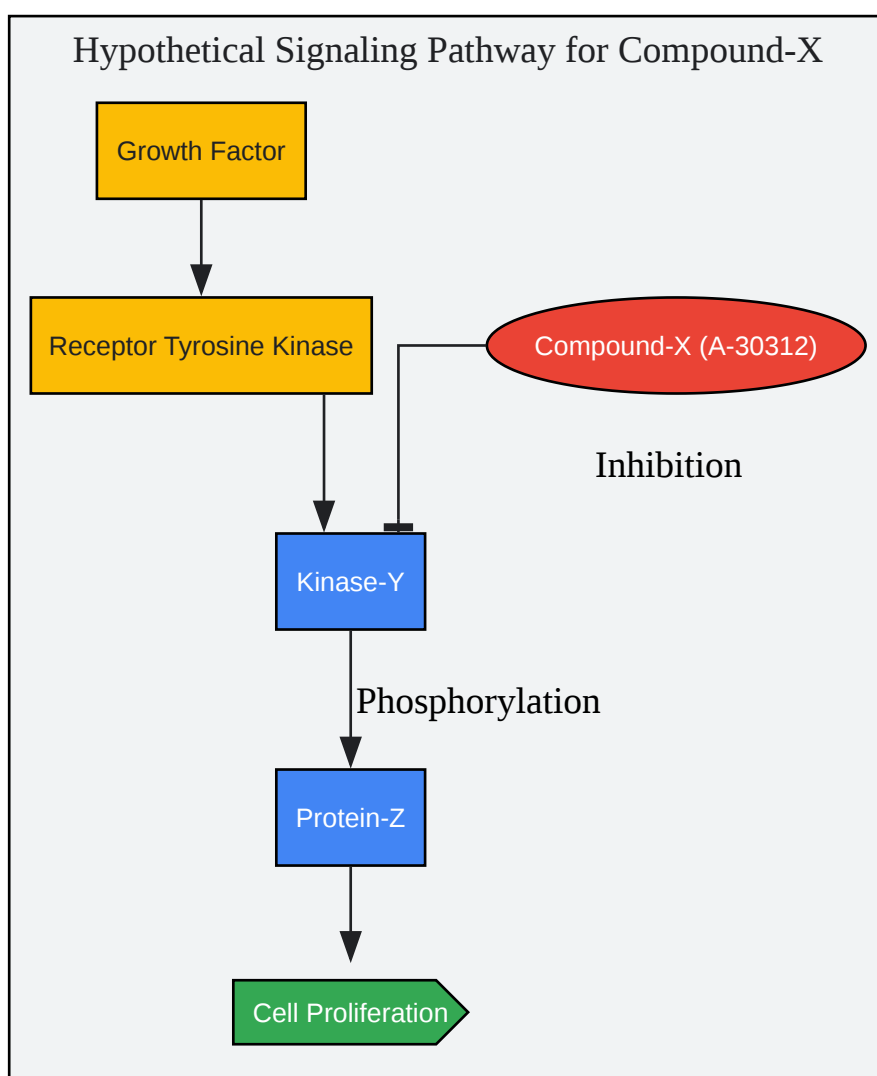 Hypothetical Signaling Pathway for Compound-X
Growth Factor
Receptor Tyrosine Kinase
Compound-X (A-30312)
Inhibition
Kinase-Y
Phosphorylation
Protein-Z
Cell Proliferation